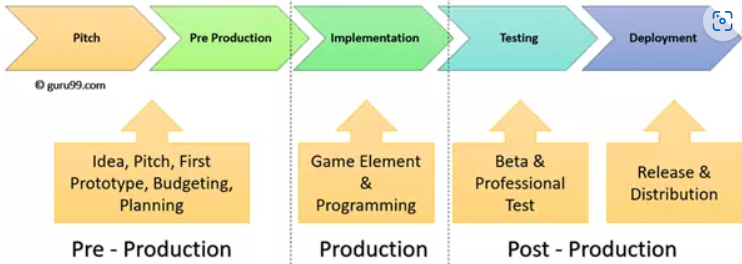 Pitch
Pre Production
Implementation
Testing
Deployment
© guru99.com
Idea, Pitch, First
Prototype, Budgeting,
Planning
Game Element
&
Programming
Beta &
Professional
Test
Release &
Distribution
Pre - Production
Production
Post - Production